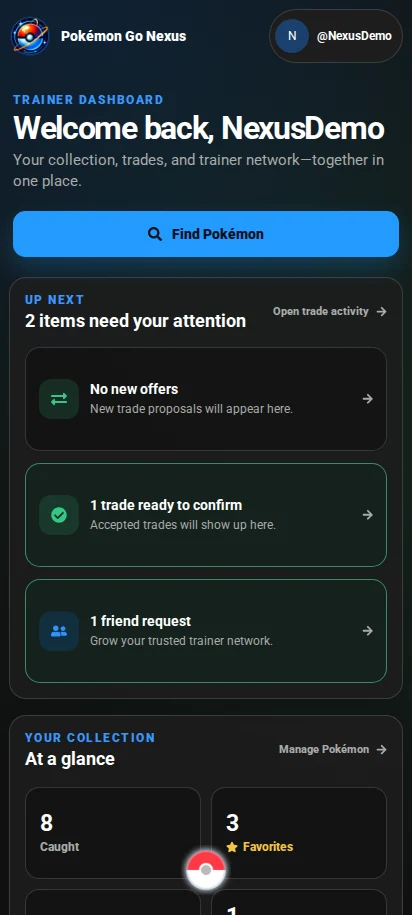 Pokémon Go Nexus
N
@NexusDemo
TRAINER DASHBOARD
Welcome back, NexusDemo
Your collection, trades, and trainer network—together in
one place.
Find Pokémon
UP NEXT
2 items need your attention
Open trade activity
No new offers
New trade proposals will appear here.
1 trade ready to confirm
Accepted trades will show up here.
1 friend request
Grow your trusted trainer network.
YOUR COLLECTION
At a glance
Manage Pokémon
8
Caught
3
Favorites
1